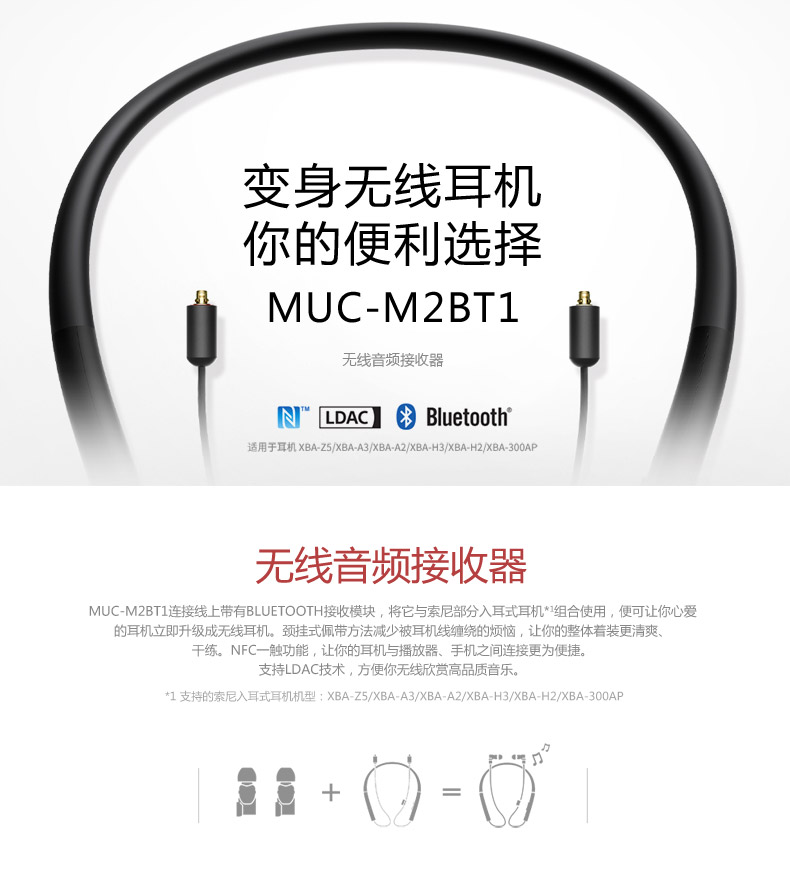 变身无线耳机
你的便利选择
MUC-M2BT1
无线音频接收器
N™ LDAC Bluetooth®
适用于耳机 XBA-Z5/XBA-A3/XBA-A2/XBA-H3/XBA-H2/XBA-300AP
无线音频接收器
MUC-M2BT1连接线上带有BLUETOOTH接收模块，将它与索尼部分入耳式耳机*¹组合使用，便可让你心爱
的耳机立即升级成无线耳机。颈挂式佩带方法减少被耳机线缠绕的烦恼，让你的整体着装更清爽、
干练。NFC一触功能，让你的耳机与播放器、手机之间连接更为便捷。
支持LDAC技术，方便你无线欣赏高品质音乐。
*1 支持的索尼入耳式耳机机型：XBA-Z5/XBA-A3/XBA-A2/XBA-H3/XBA-H2/XBA-300AP
+ =